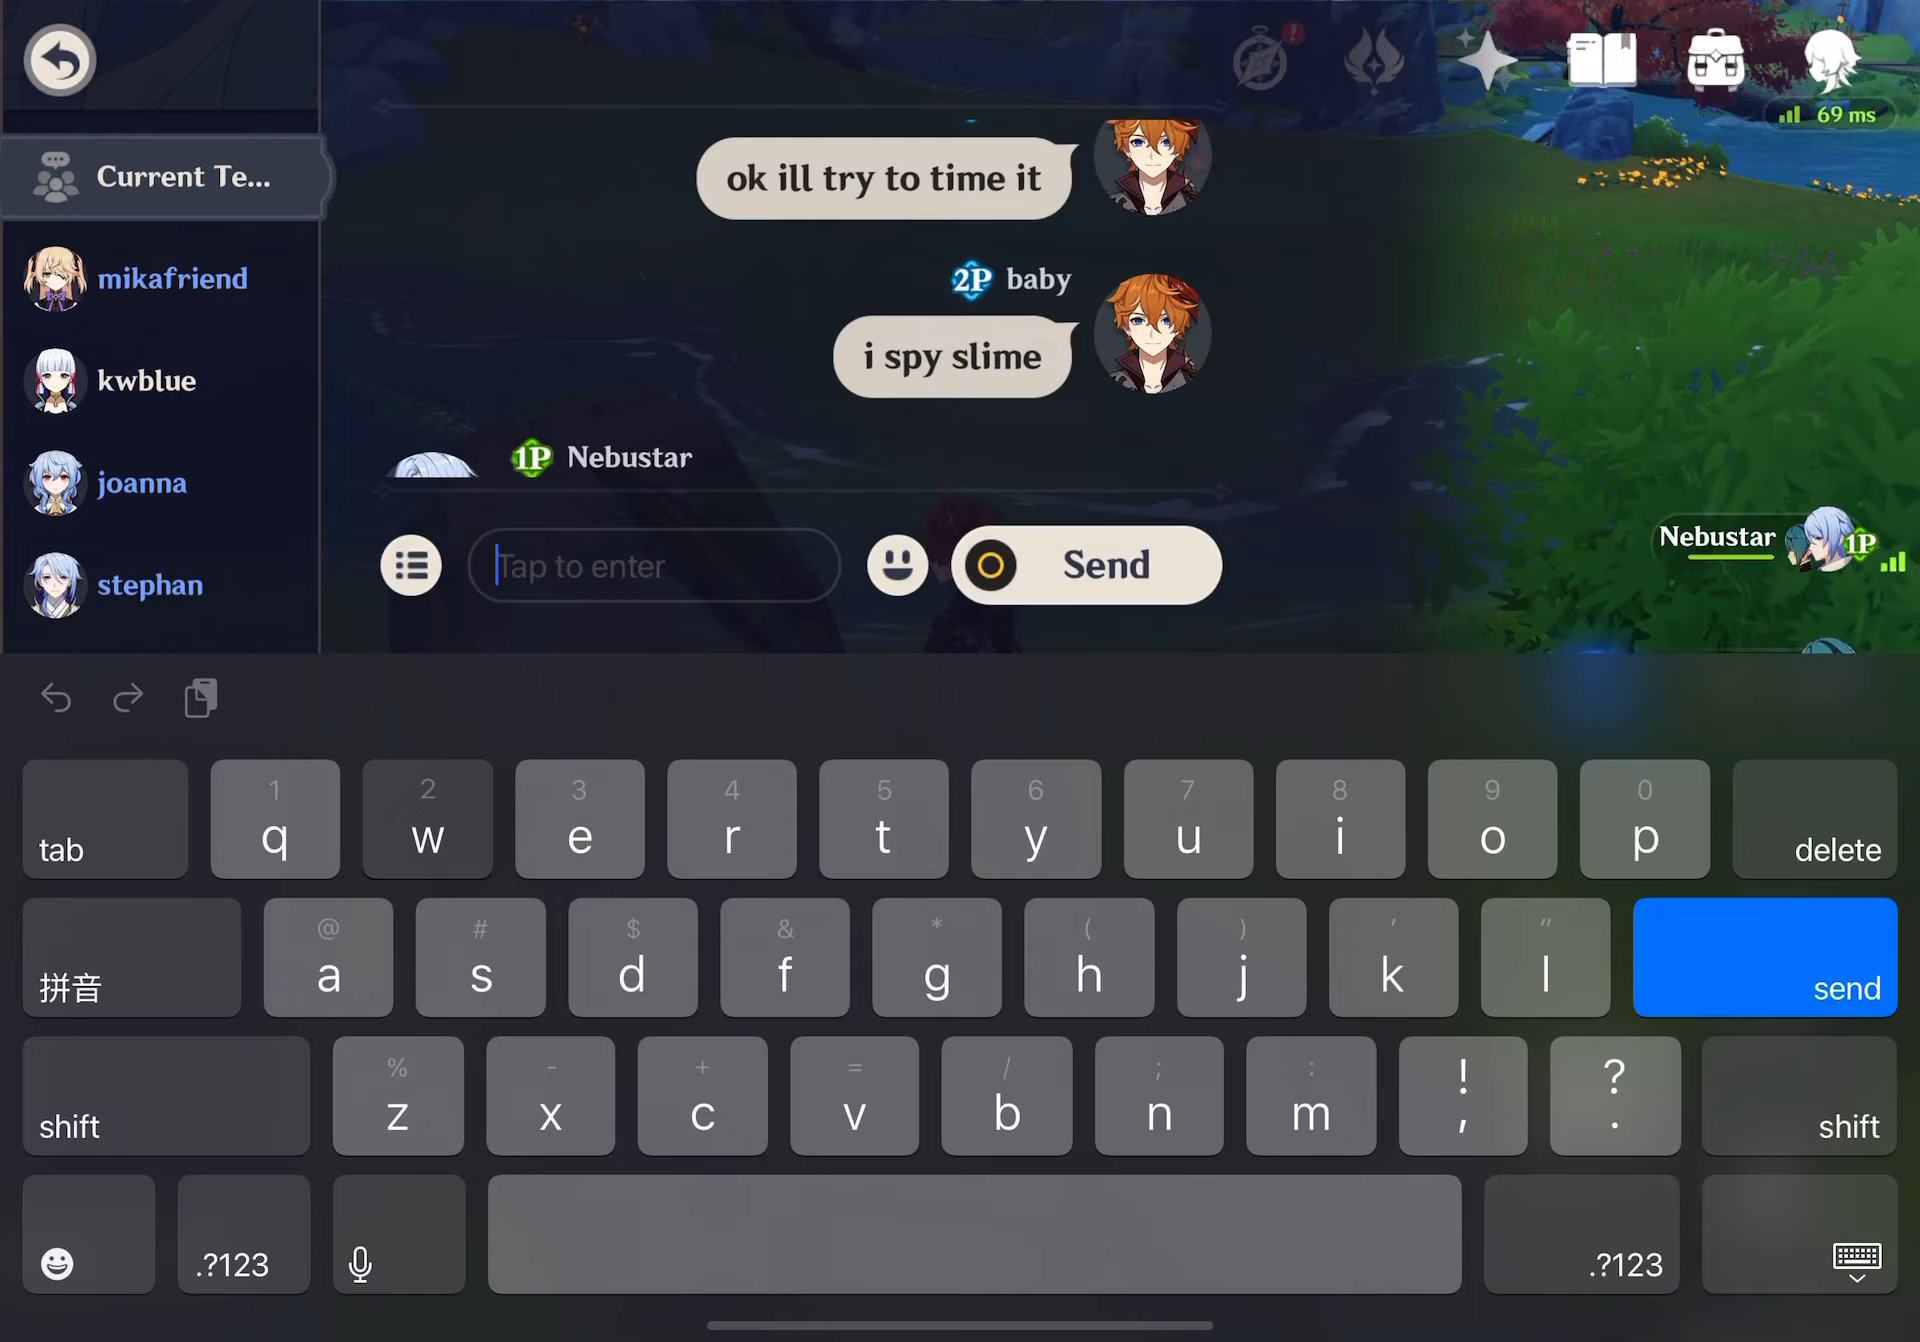 69 ms
Current Te...
mikafriend
kwblue
joanna
stephan
ok ill try to time it
2P baby
i spy slime
1P Nebustar
Tap to enter
Send
Nebustar 1P
1 2 3 4 5 6 7 8 9 0
tab q w e r t y u i o p delete
@ # $ & * ( ) ' "
拼音 a s d f g h j k l send
% - + = / ; : ! ?
shift z x c v b n m , . shift
.?123 .?123